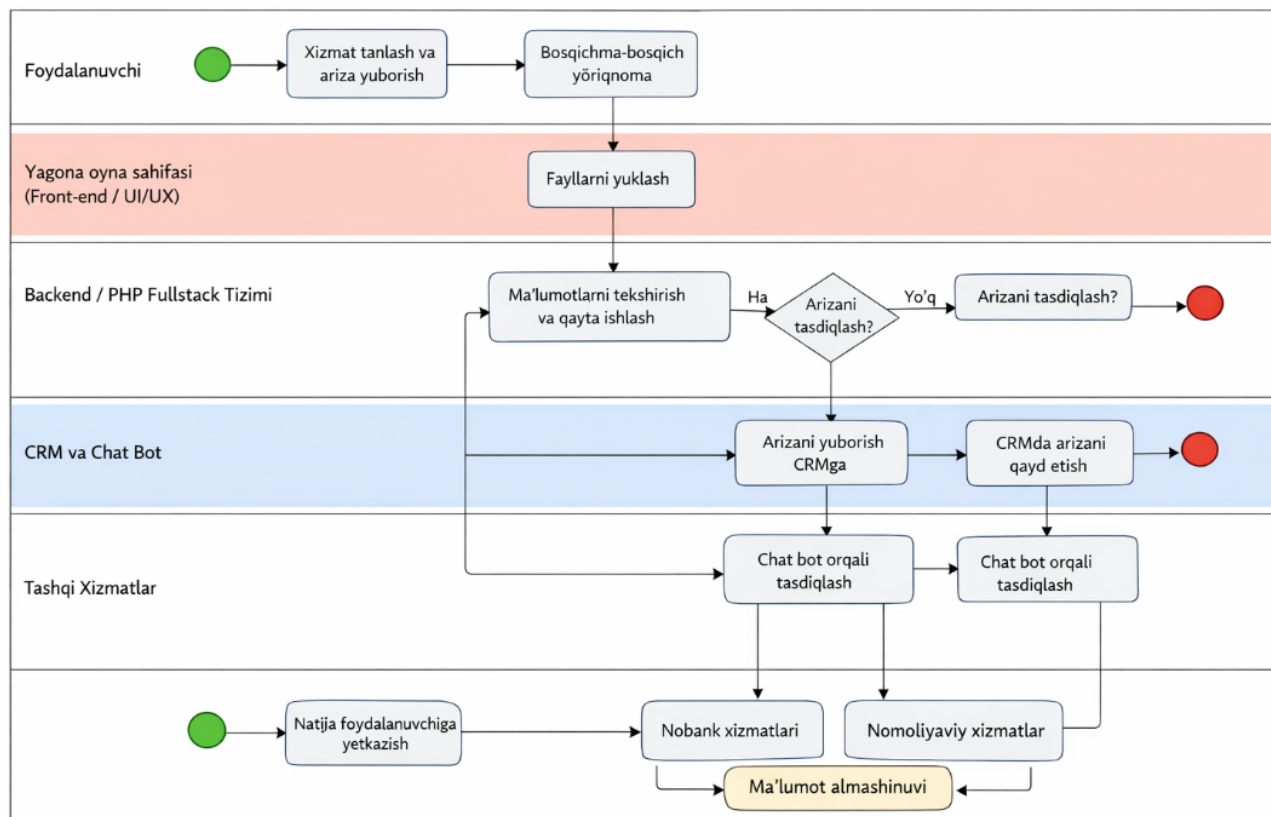 Foydalanuvchi
Xizmat tanlash va
ariza yuborish
Bosqichma-bosqich
yöriqnoma
Yagona oyna sahifasi
(Front-end / UI/UX)
Fayllarni yuklash
Backend / PHP Fullstack Tizimi
Ma'lumotlarni tekshirish
va qayta ishlash
Ha
Arizani
tasdiqlash?
Yo'q
Arizani tasdiqlash?
CRM va Chat Bot
Arizani yuborish
CRMga
CRMda arizani
qayd etish
Tashqi Xizmatlar
Chat bot orqali
tasdiqlash
Chat bot orqali
tasdiqlash
Natija foydalanuvchiga
yetkazish
Nobank xizmatlari
Nomoliyaviy xizmatlar
Ma'lumot almashinuvi